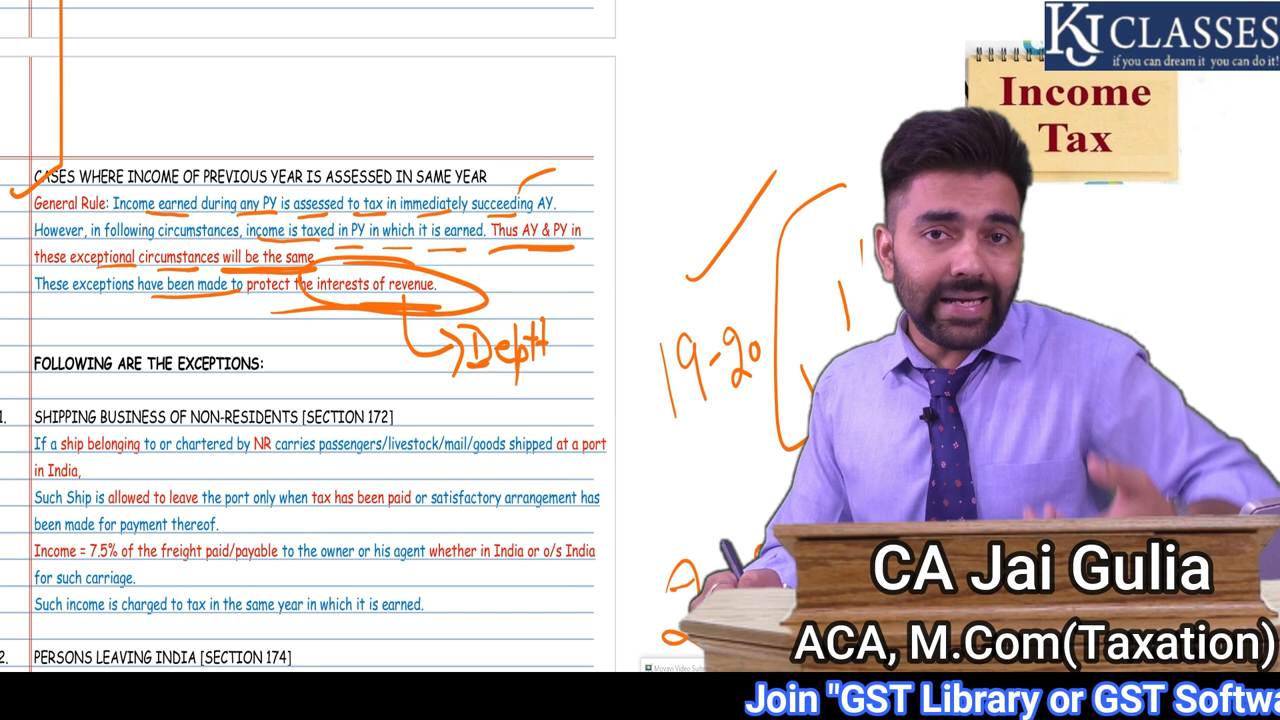 KJ CLASSES
if you can dream it you can do it!
Income
Tax
CASES WHERE INCOME OF PREVIOUS YEAR IS ASSESSED IN SAME YEAR
General Rule: Income earned during any PY is assessed to tax in immediately succeeding AY.
However, in following circumstances, income is taxed in PY in which it is earned. Thus AY & PY in
these exceptional circumstances will be the same.
These exceptions have been made to protect the interests of revenue.
Deptt
19-20
FOLLOWING ARE THE EXCEPTIONS:
1. SHIPPING BUSINESS OF NON-RESIDENTS [SECTION 172]
If a ship belonging to or chartered by NR carries passengers/livestock/mail/goods shipped at a port
in India,
Such Ship is allowed to leave the port only when tax has been paid or satisfactory arrangement has
been made for payment thereof.
Income = 7.5% of the freight paid/payable to the owner or his agent whether in India or o/s India
for such carriage.
Such income is charged to tax in the same year in which it is earned.
2. PERSONS LEAVING INDIA [SECTION 174]
CA Jai Gulia
ACA, M.Com(Taxation)
Movavi Video
Join "GST Library or GST Softwa